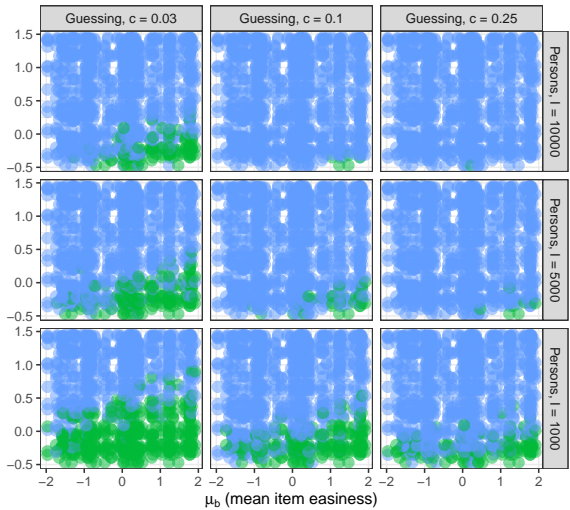 Guessing, c = 0.03 Guessing, c = 0.1 Guessing, c = 0.25
1.5
1.0
0.5
0.0
−0.5
Persons, I = 10000
1.5
1.0
0.5
0.0
−0.5
Persons, I = 5000
1.5
1.0
0.5
0.0
−0.5
Persons, I = 1000
−2 −1 0 1 2 −2 −1 0 1 2 −2 −1 0 1 2
μb (mean item easiness)